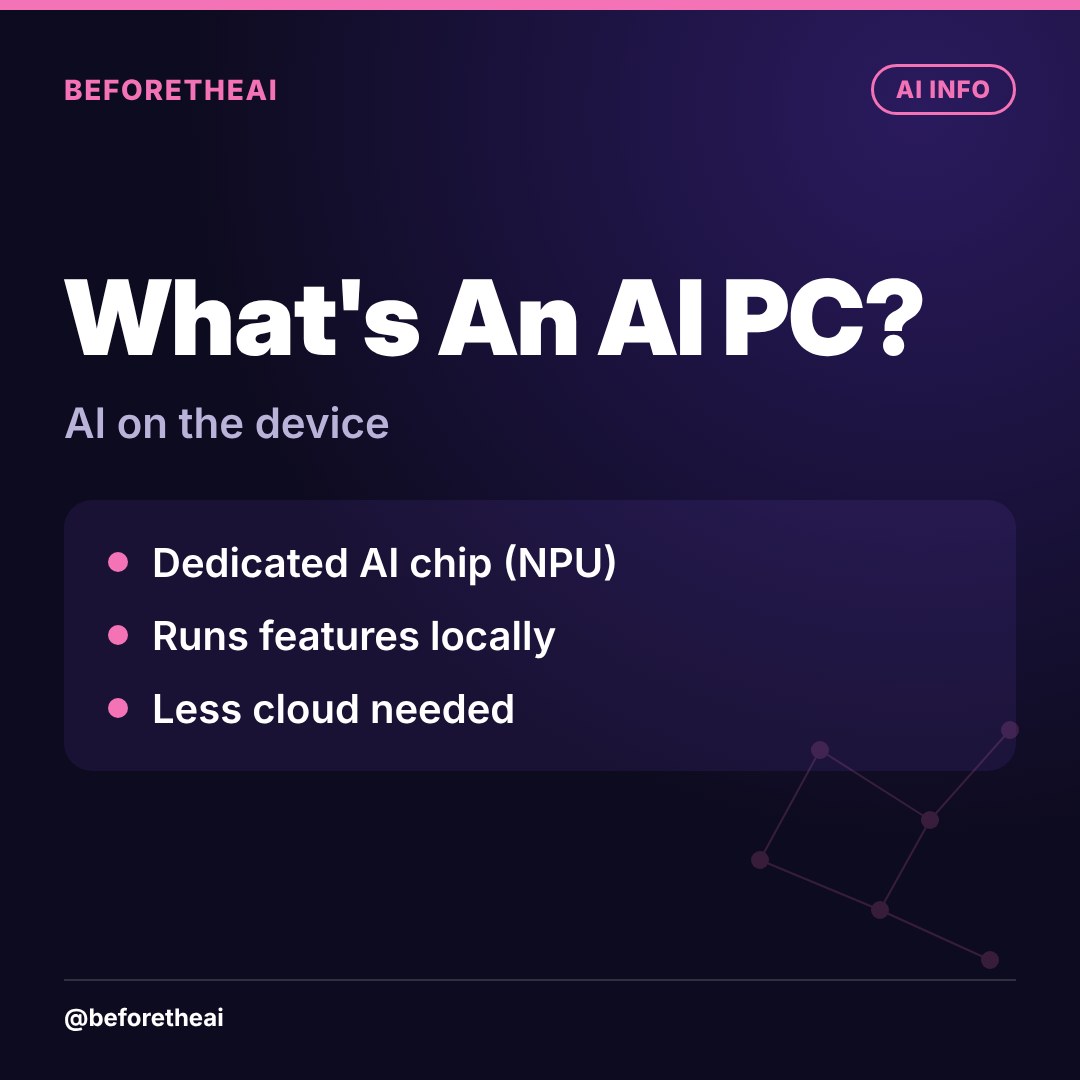 BEFORETHEAI
AI INFO
What's An AI PC?
AI on the device
Dedicated AI chip (NPU)
Runs features locally
Less cloud needed
@beforetheai